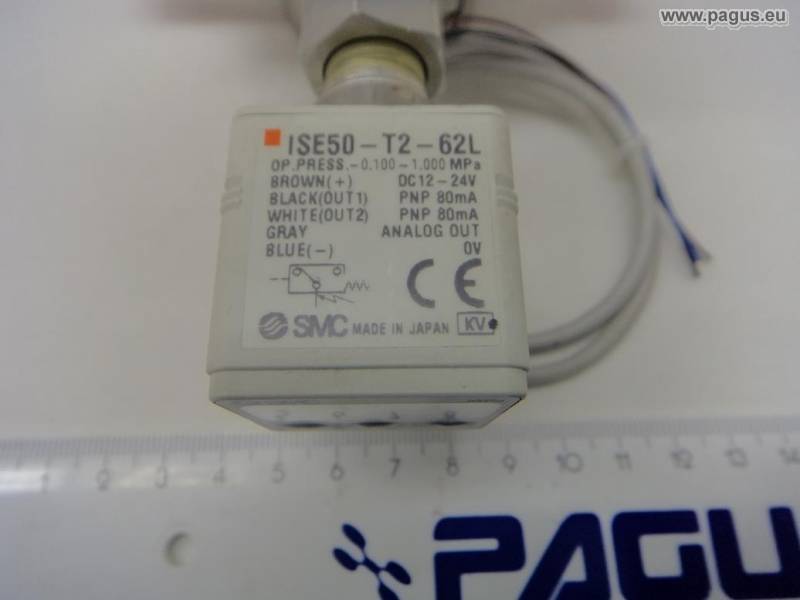 www.pagus.eu
ISE50-T2-62L
OP.PRESS.-0.100-1.000 MPa
BROWN(+) DC12-24V
BLACK(OUT1) PNP 80mA
WHITE(OUT2) PNP 80mA
GRAY ANALOG OUT
BLUE(-) 0V
CE
SMC MADE IN JAPAN KV
1 2 3 4 5 6 7 8 9 10 11 12 13 14
PAGU